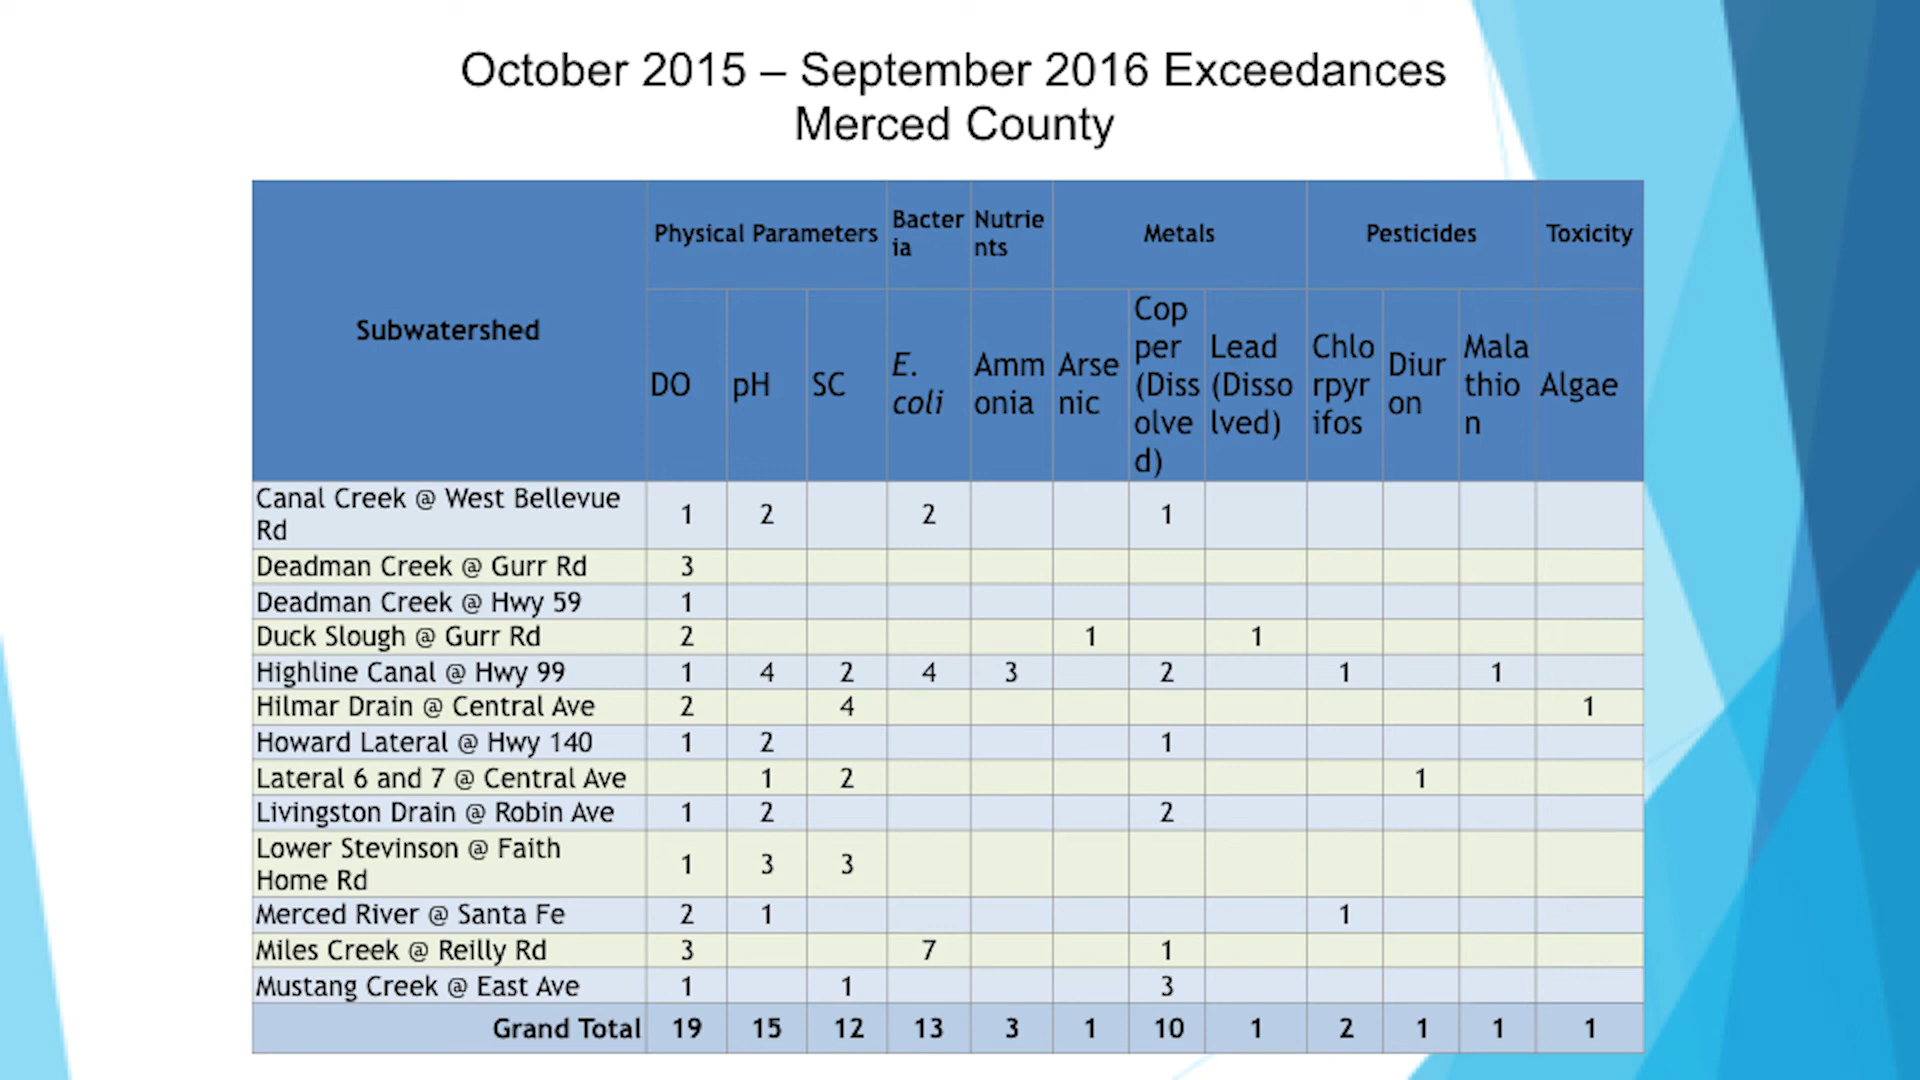 October 2015 – September 2016 Exceedances
Merced County
Subwatershed
Physical Parameters
Bacter
ia
Nutrie
nts
Metals
Pesticides
Toxicity
DO
pH
SC
E.
coli
Amm
onia
Arse
nic
Cop
per
(Diss
olve
d)
Lead
(Disso
lved)
Chlo
rpyr
ifos
Diur
on
Mala
thio
n
Algae
Canal Creek @ West Bellevue
Rd
1 2 2 1
Deadman Creek @ Gurr Rd 3
Deadman Creek @ Hwy 59 1
Duck Slough @ Gurr Rd 2 1 1
Highline Canal @ Hwy 99 1 4 2 4 3 2 1 1
Hilmar Drain @ Central Ave 2 4 1
Howard Lateral @ Hwy 140 1 2 1
Lateral 6 and 7 @ Central Ave 1 2 1
Livingston Drain @ Robin Ave 1 2 2
Lower Stevinson @ Faith
Home Rd
1 3 3
Merced River @ Santa Fe 2 1 1
Miles Creek @ Reilly Rd 3 7 1
Mustang Creek @ East Ave 1 1 3
Grand Total 19 15 12 13 3 1 10 1 2 1 1 1